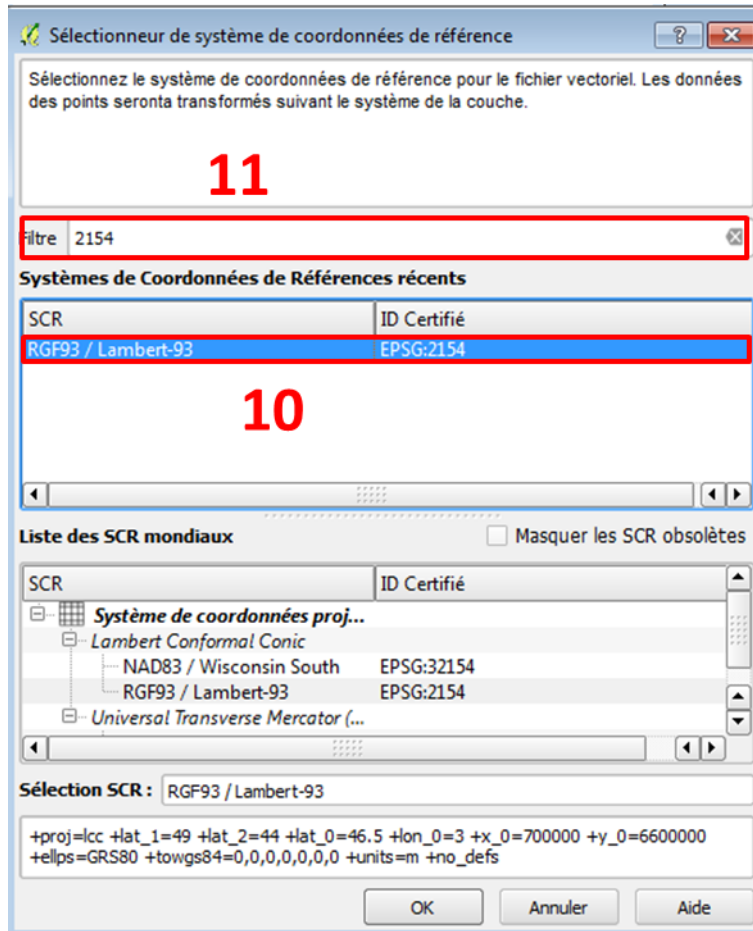 Sélectionneur de système de coordonnées de référence
Sélectionnez le système de coordonnées de référence pour le fichier vectoriel. Les données
des points seronta transformés suivant le système de la couche.
11
Filtre 2154
Systèmes de Coordonnées de Références récents
SCR ID Certifié
RGF93 / Lambert-93 EPSG:2154
10
Liste des SCR mondiaux Masquer les SCR obsolètes
SCR ID Certifié
Système de coordonnées proj...
Lambert Conformal Conic
NAD83 / Wisconsin South EPSG:32154
RGF93 / Lambert-93 EPSG:2154
Universal Transverse Mercator (...
Sélection SCR : RGF93 / Lambert-93
+proj=lcc +lat_1=49 +lat_2=44 +lat_0=46.5 +lon_0=3 +x_0=700000 +y_0=6600000
+ellps=GRS80 +towgs84=0,0,0,0,0,0,0 +units=m +no_defs
OK Annuler Aide